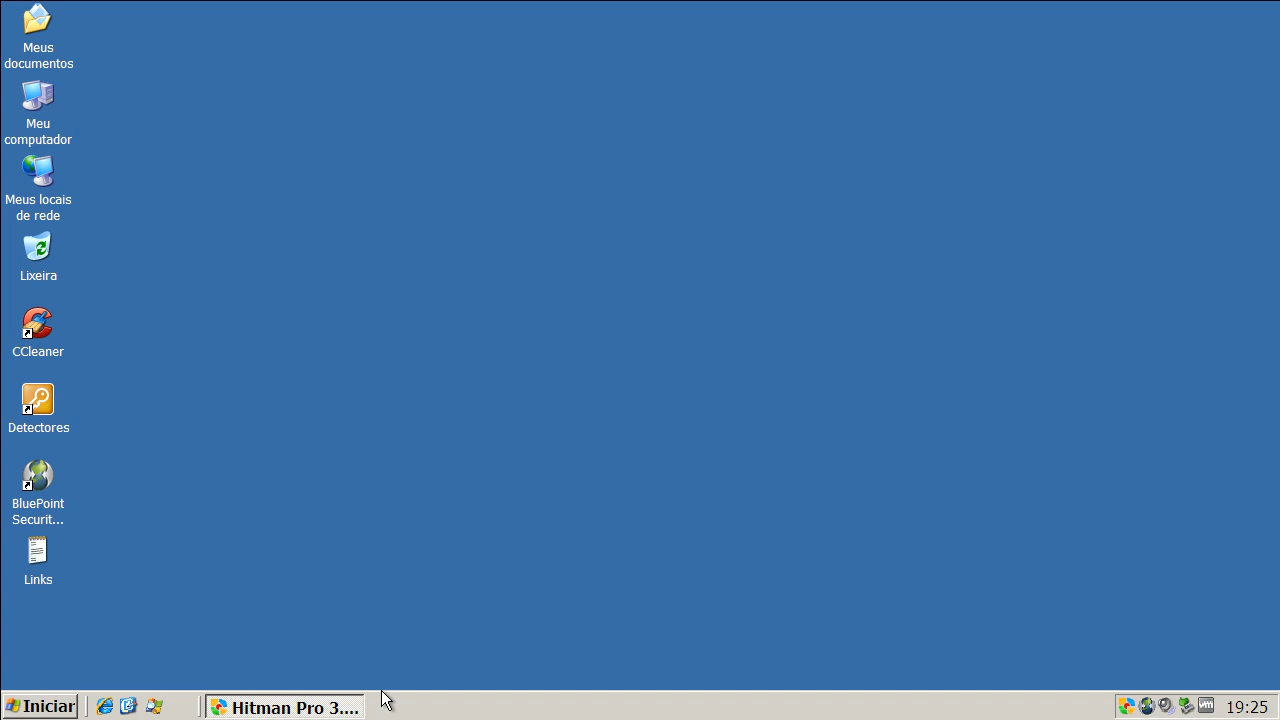 Meus
documentos
Meu
computador
Meus locais
de rede
Lixeira
CCleaner
Detectores
BluePoint
Securit...
Links
Iniciar
Hitman Pro 3....
vm
19:25